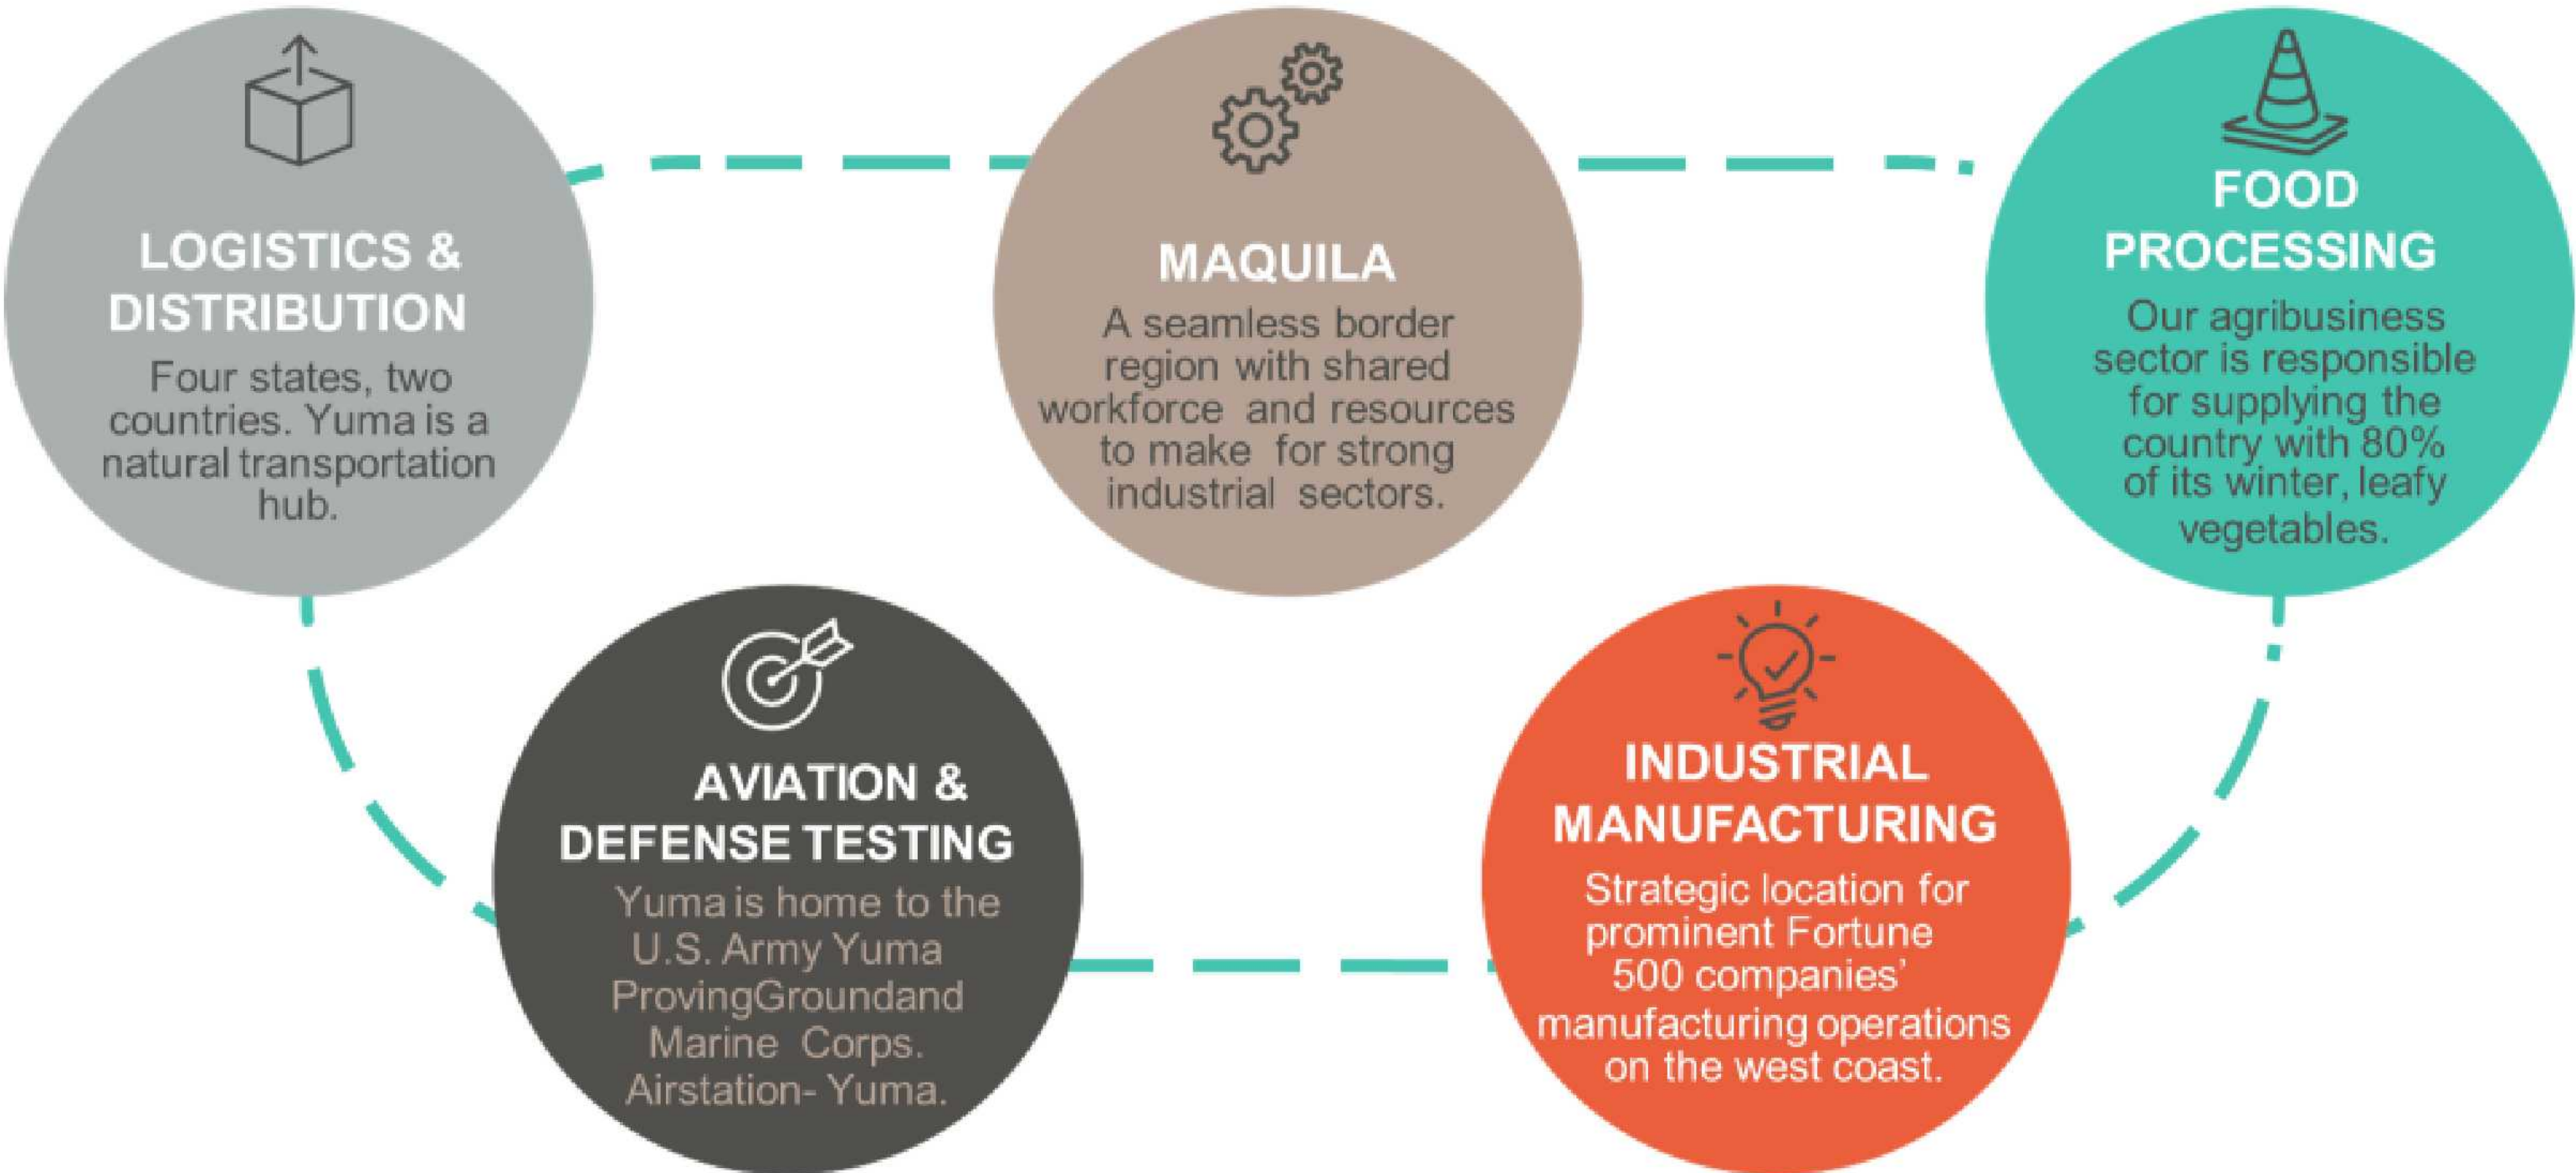 LOGISTICS &
DISTRIBUTION
Four states, two
countries. Yuma is a
natural transportation
hub.
MAQUILA
A seamless border
region with shared
workforce and resources
to make for strong
industrial sectors.
FOOD
PROCESSING
Our agribusiness
sector is responsible
for supplying the
country with 80%
of its winter, leafy
vegetables.
AVIATION &
DEFENSE TESTING
Yuma is home to the
U.S. Army Yuma
ProvingGroundand
Marine Corps.
Airstation- Yuma.
INDUSTRIAL
MANUFACTURING
Strategic location for
prominent Fortune
500 companies’
manufacturing operations
on the west coast.